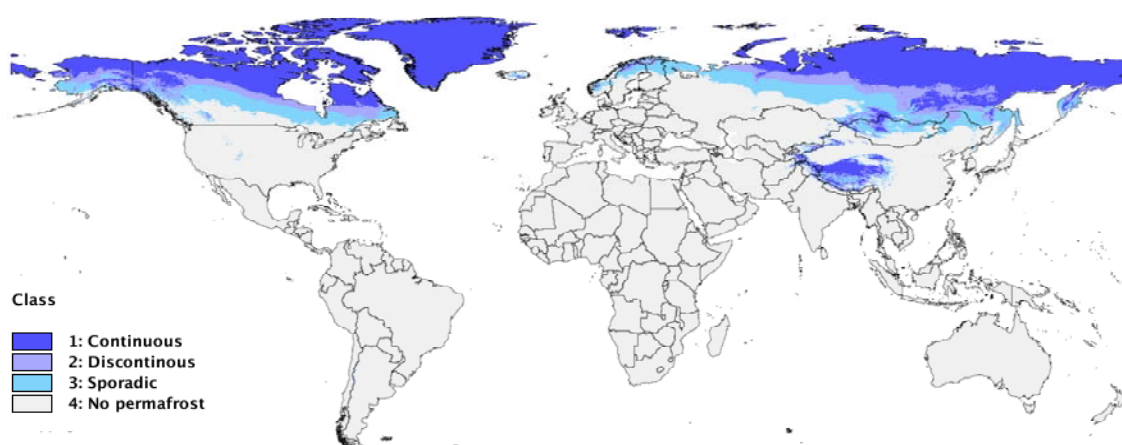 Class
1: Continuous
2: Discontinous
3: Sporadic
4: No permafrost